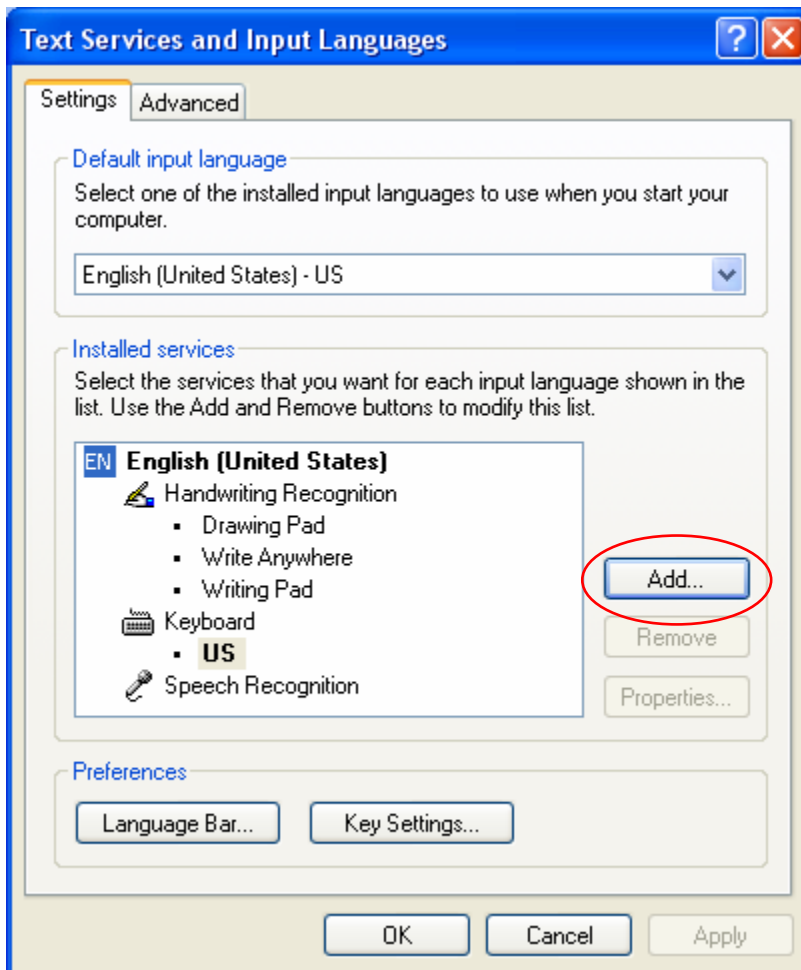 Text Services and Input Languages
Settings
Advanced
Default input language
Select one of the installed input languages to use when you start your
computer.
English (United States) - US
Installed services
Select the services that you want for each input language shown in the
list. Use the Add and Remove buttons to modify this list.
EN English (United States)
Handwriting Recognition
Drawing Pad
Write Anywhere
Writing Pad
Keyboard
US
Speech Recognition
Add...
Remove
Properties...
Preferences
Language Bar...
Key Settings...
OK
Cancel
Apply